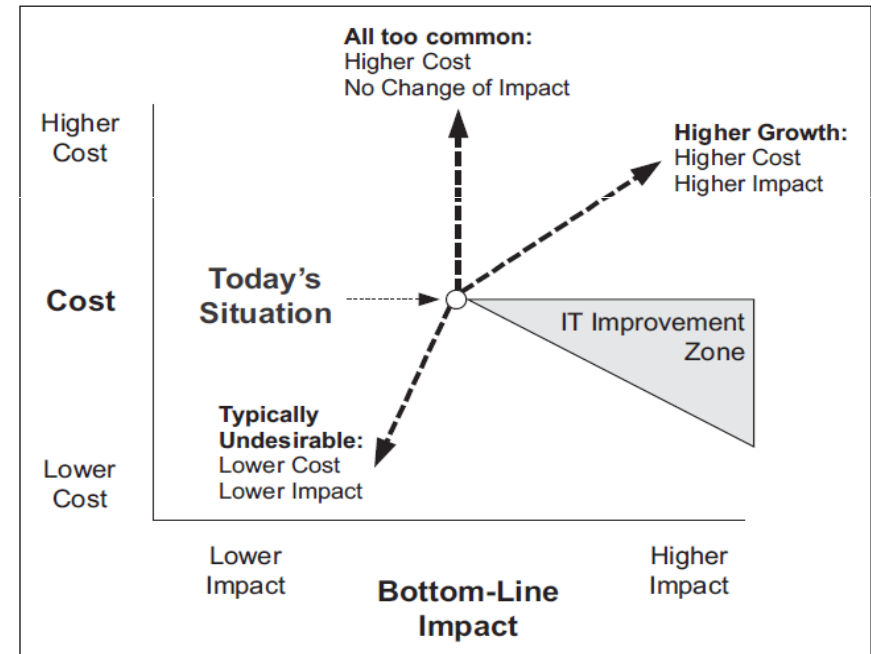 All too common:
Higher Cost
No Change of Impact
Higher
Cost
Higher Growth:
Higher Cost
Higher Impact
Cost
Today's
Situation
IT Improvement
Zone
Typically
Undesirable:
Lower Cost
Lower Impact
Lower
Cost
Lower
Impact
Bottom-Line
Impact
Higher
Impact